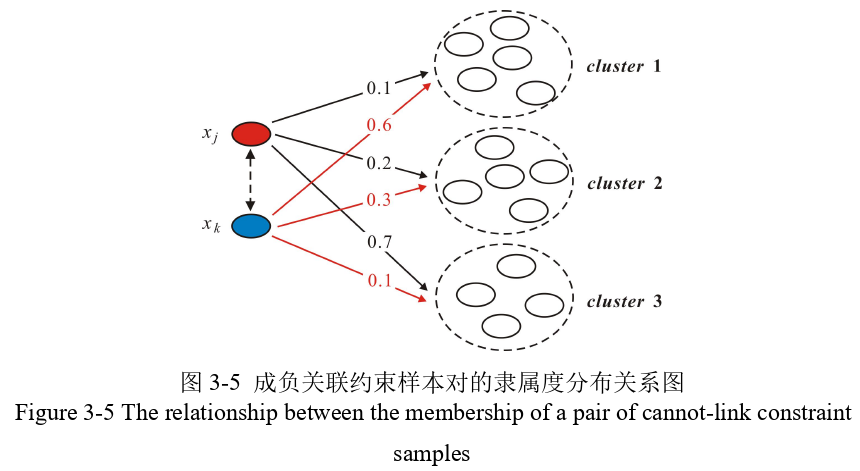 cluster 1
0.1
0.6
x_j
0.2
cluster 2
0.3
x_k
0.7
0.1
cluster 3
图 3-5 成负关联约束样本对的隶属度分布关系图
Figure 3-5 The relationship between the membership of a pair of cannot-link constraint
samples